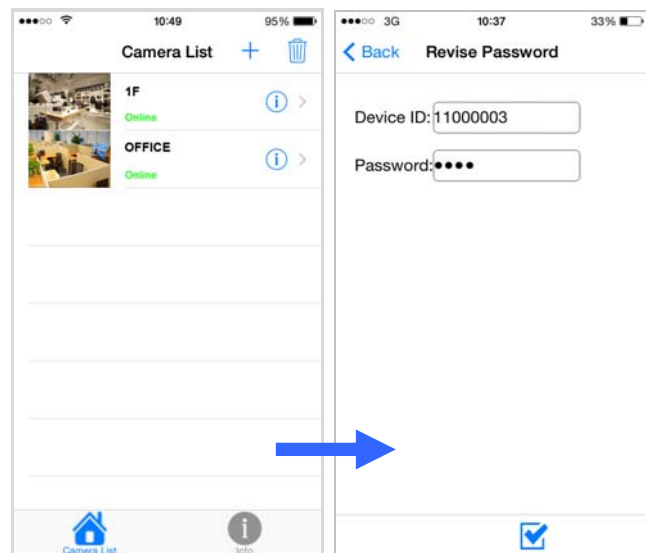 10:49 95%
Camera List
1F
Online
OFFICE
Online
Camera List Info
3G 10:37 33%
Back Revise Password
Device ID: 11000003
Password: ••••